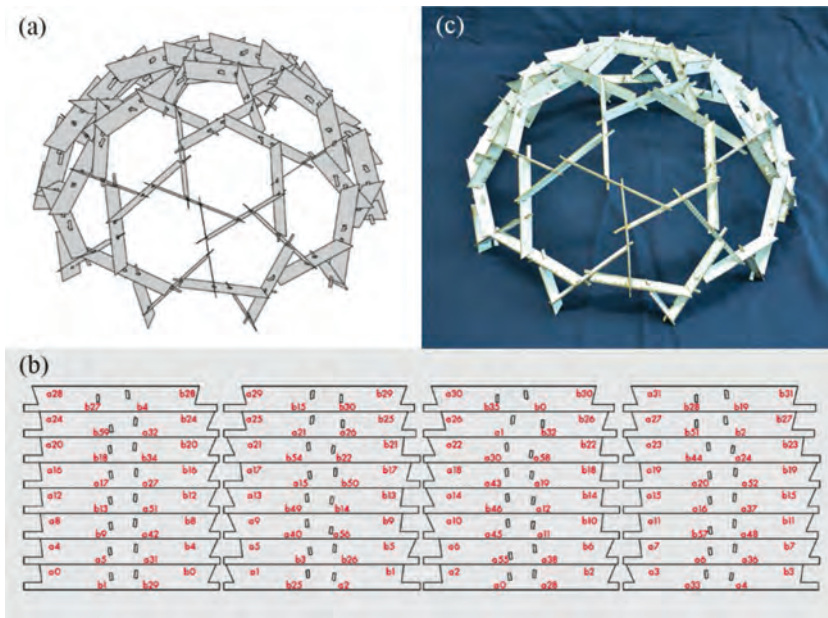 (a)
(c)
(b)
a28 b28 a29 b29 a30 b30 a31 b31
b27 b4 b15 b30 b35 b0 b28 b19
a24 b24 a25 b25 a26 b26 a27 b27
b59 a32 a21 a26 a1 b32 b51 b2
a20 b20 a21 b21 a22 b22 a23 b23
b18 b34 b54 b22 a30 a58 b44 a24
a16 b16 a17 b17 a18 b18 a19 b19
a17 a27 a15 b50 a43 a19 a20 a52
a12 b12 a13 b13 a14 b14 a15 b15
b13 a51 b49 b14 b46 a12 a16 a37
a8 b8 a9 b9 a10 b10 a11 b11
b9 a42 a40 a56 a45 a11 b57 a48
a4 b4 a5 b5 a6 b6 a7 b7
a5 a31 b3 b26 a55 a38 a6 a36
a0 b0 a1 b1 a2 b2 a3 b3
b1 b29 b25 a2 a0 a28 a33 a4